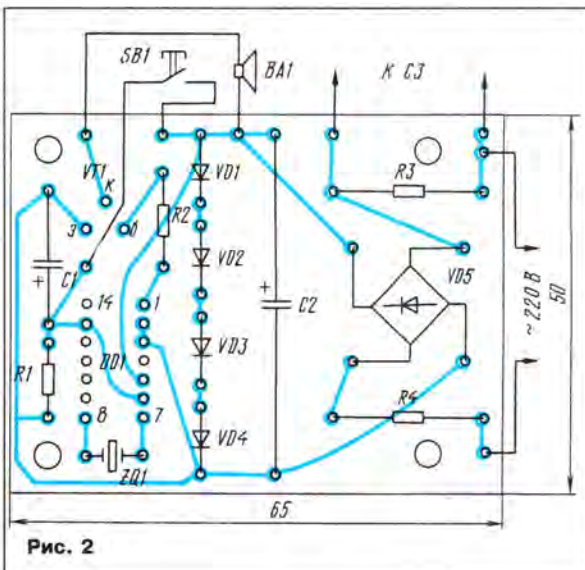 SB1
BA1
К С3
VT1
К
Э
б
VD1
R3
R2
C1
+
VD2
+
C2
VD5
~220 В
50
14
1
R1
DD1
VD3
8
7
R4
VD4
ZQ1
65
Рис. 2